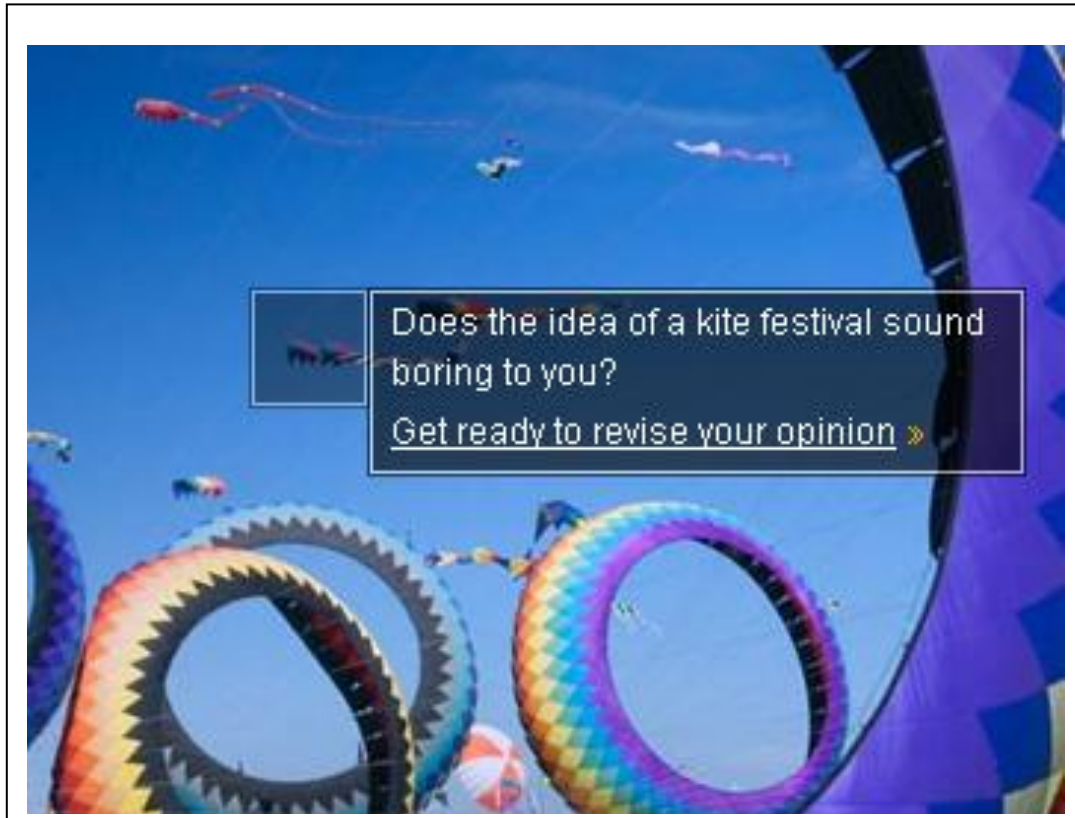 Does the idea of a kite festival sound
boring to you?
Get ready to revise your opinion »